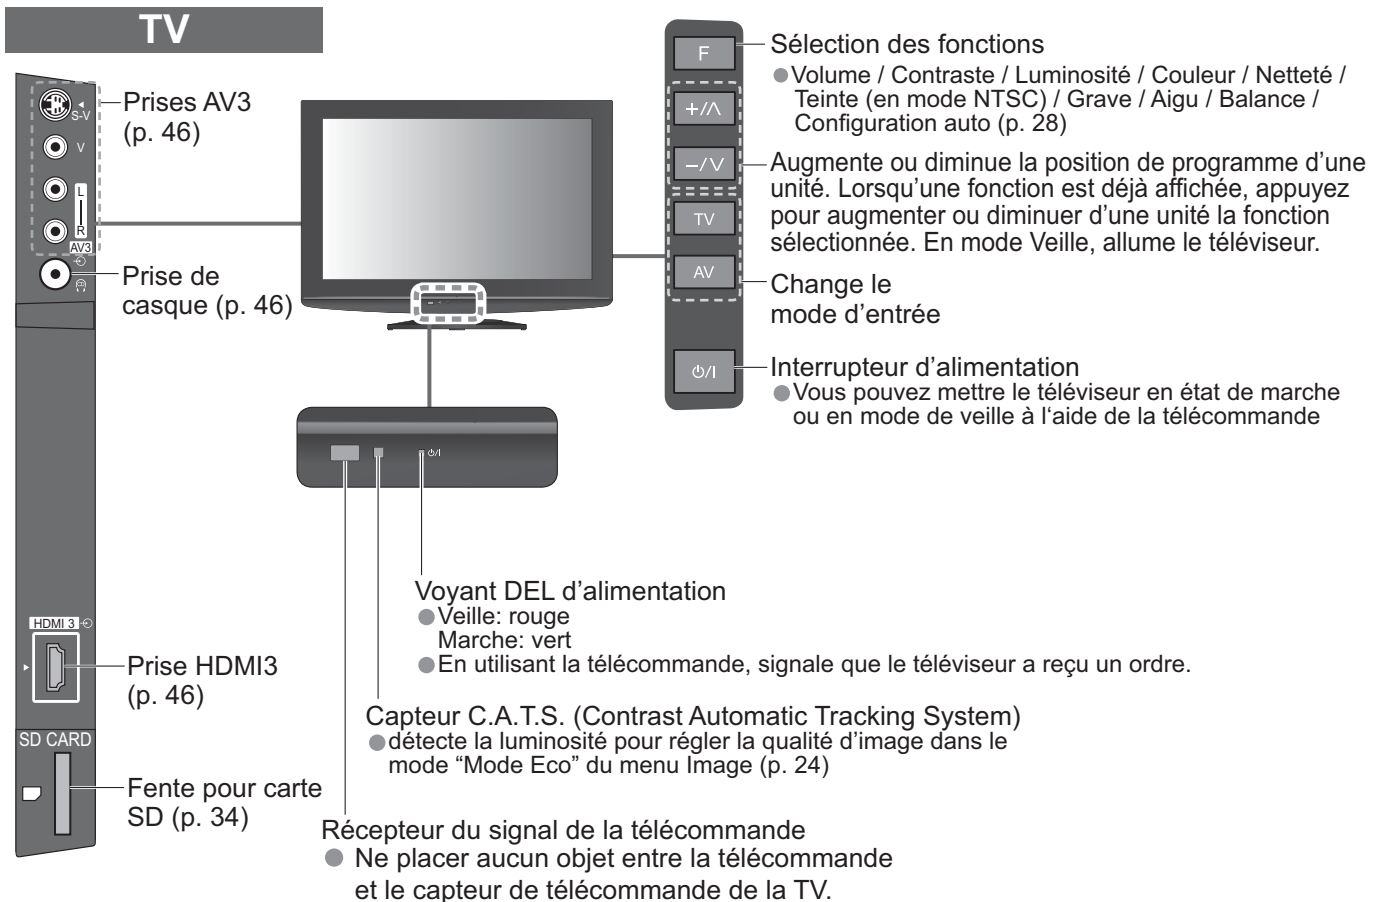 TV
S-V
V
L
R
AV3
Prises AV3
(p. 46)
Prise de
casque (p. 46)
HDMI 3
Prise HDMI3
(p. 46)
SD CARD
Fente pour carte
SD (p. 34)
F
+/∧
−/∨
TV
AV
⏻/I
Sélection des fonctions
● Volume / Contraste / Luminosité / Couleur / Netteté /
Teinte (en mode NTSC) / Grave / Aigu / Balance /
Configuration auto (p. 28)
Augmente ou diminue la position de programme d’une
unité. Lorsqu’une fonction est déjà affichée, appuyez
pour augmenter ou diminuer d’une unité la fonction
sélectionnée. En mode Veille, allume le téléviseur.
Change le
mode d’entrée
Interrupteur d’alimentation
● Vous pouvez mettre le téléviseur en état de marche
ou en mode de veille à l‘aide de la télécommande
⏻/I
Voyant DEL d’alimentation
● Veille: rouge
Marche: vert
● En utilisant la télécommande, signale que le téléviseur a reçu un ordre.
Capteur C.A.T.S. (Contrast Automatic Tracking System)
● détecte la luminosité pour régler la qualité d’image dans le
mode “Mode Eco” du menu Image (p. 24)
Récepteur du signal de la télécommande
● Ne placer aucun objet entre la télécommande
et le capteur de télécommande de la TV.